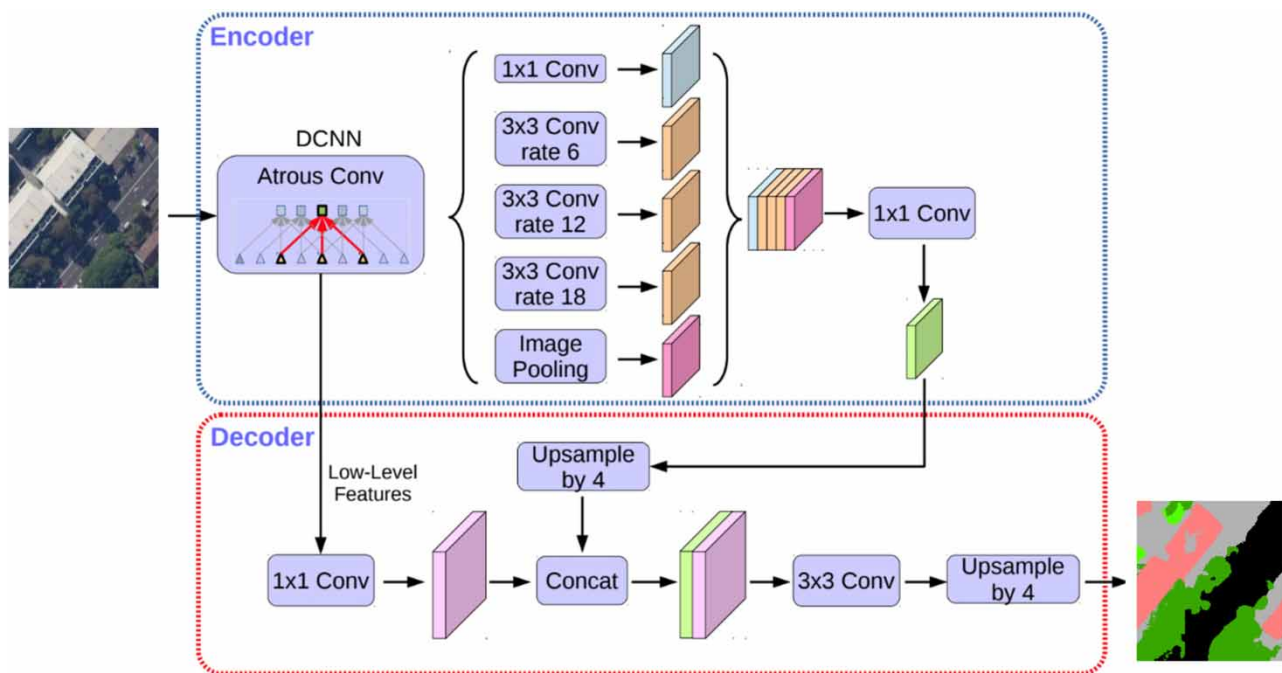 Encoder
DCNN
Atrous Conv
1x1 Conv
3x3 Conv
rate 6
3x3 Conv
rate 12
3x3 Conv
rate 18
Image
Pooling
1x1 Conv
Decoder
Low-Level
Features
Upsample
by 4
1x1 Conv
Concat
3x3 Conv
Upsample
by 4